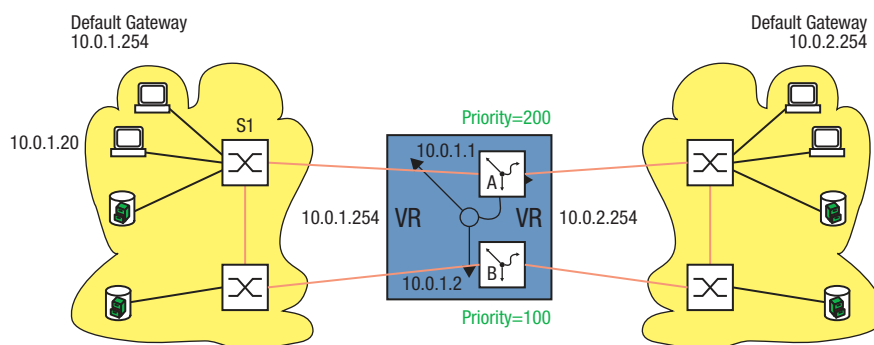 Default Gateway
10.0.1.254
Default Gateway
10.0.2.254
Priority=200
S1
10.0.1.20
10.0.1.1
A
10.0.1.254
VR
VR
10.0.2.254
B
10.0.1.2
Priority=100